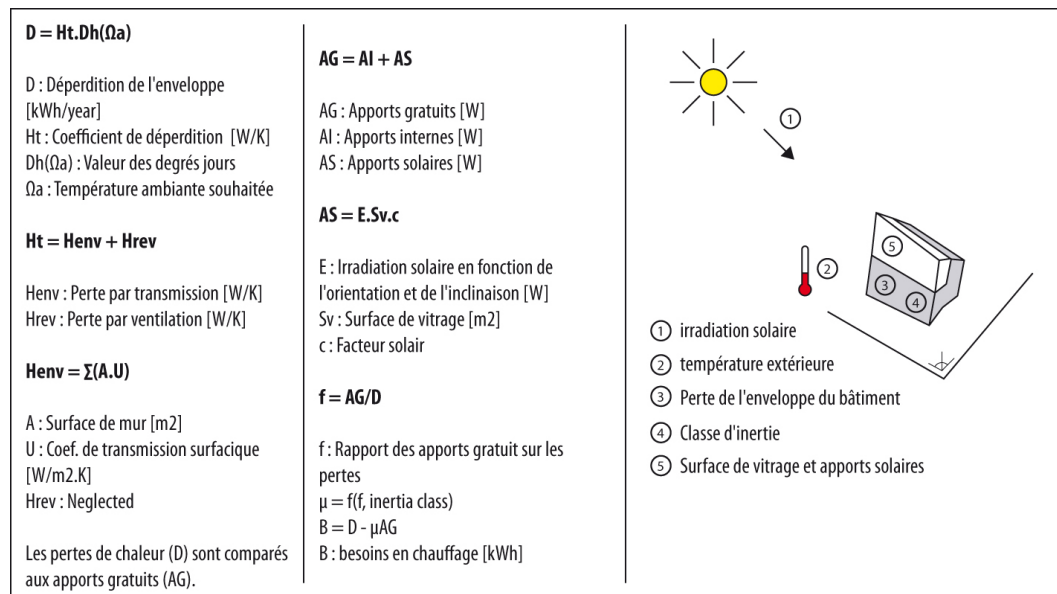 D = Ht.Dh(Ωa)
D : Déperdition de l'enveloppe
[kWh/year]
Ht : Coefficient de déperdition [W/K]
Dh(Ωa) : Valeur des degrés jours
Ωa : Température ambiante souhaitée
Ht = Henv + Hrev
Henv : Perte par transmission [W/K]
Hrev : Perte par ventilation [W/K]
Henv = ∑(A.U)
A : Surface de mur [m2]
U : Coef. de transmission surfacique
[W/m2.K]
Hrev : Neglected
Les pertes de chaleur (D) sont comparés
aux apports gratuits (AG).
AG = AI + AS
AG : Apports gratuits [W]
AI : Apports internes [W]
AS : Apports solaires [W]
AS = E.Sv.c
E : Irradiation solaire en fonction de
l'orientation et de l'inclinaison [W]
Sv : Surface de vitrage [m2]
c : Facteur solair
f = AG/D
f : Rapport des apports gratuit sur les
pertes
μ = f(f, inertia class)
B = D - μAG
B : besoins en chauffage [kWh]
1
5
2
3
4
1 irradiation solaire
2 température extérieure
3 Perte de l'enveloppe du bâtiment
4 Classe d'inertie
5 Surface de vitrage et apports solaires